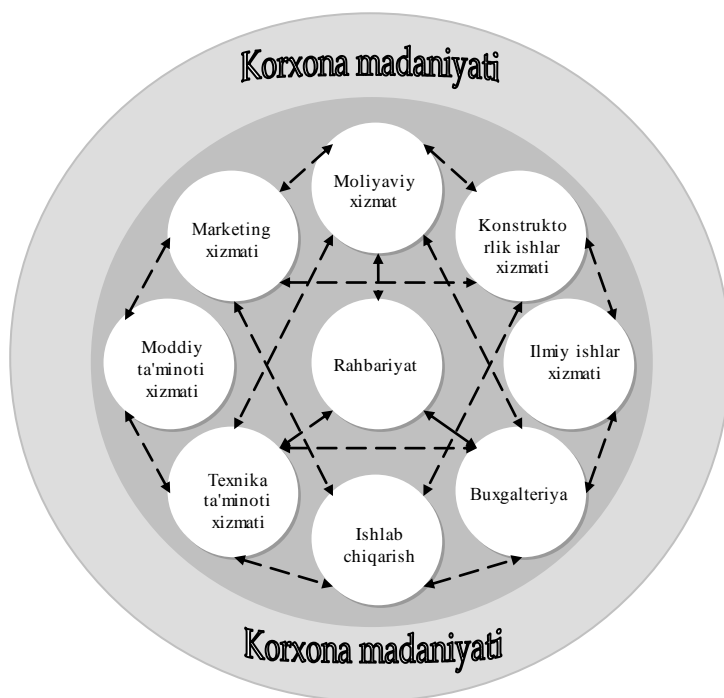 Korxona madaniyati
Moliyaviy
xizmat
Marketing
xizmati
Konstrukto
rlik ishlar
xizmati
Moddiy
ta'minoti
xizmati
Rahbariyat
Ilmiy ishlar
xizmati
Texnika
ta'minoti
xizmati
Buxgalteriya
Ishlab
chiqarish
Korxona madaniyati